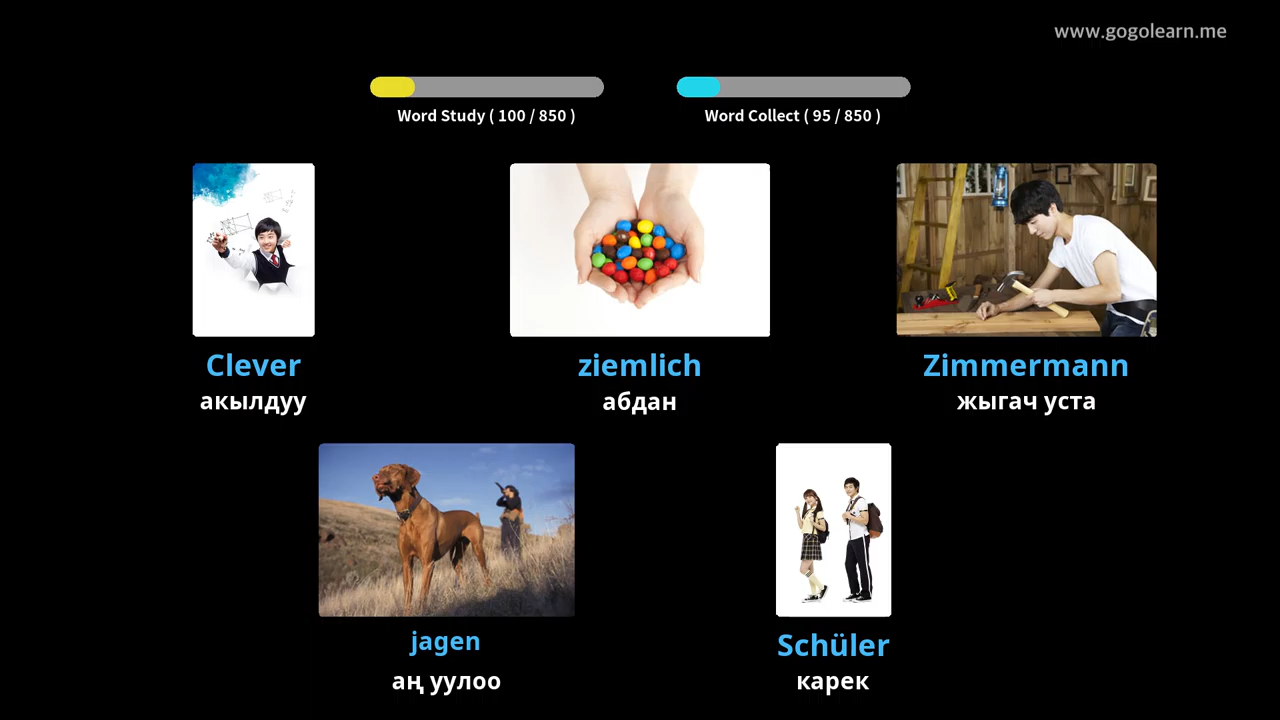 www.gogolearn.me
Word Study ( 100 / 850 )
Word Collect ( 95 / 850 )
Clever
акылдуу
ziemlich
абдан
Zimmermann
жыгач уста
jagen
аң уулоо
Schüler
карек